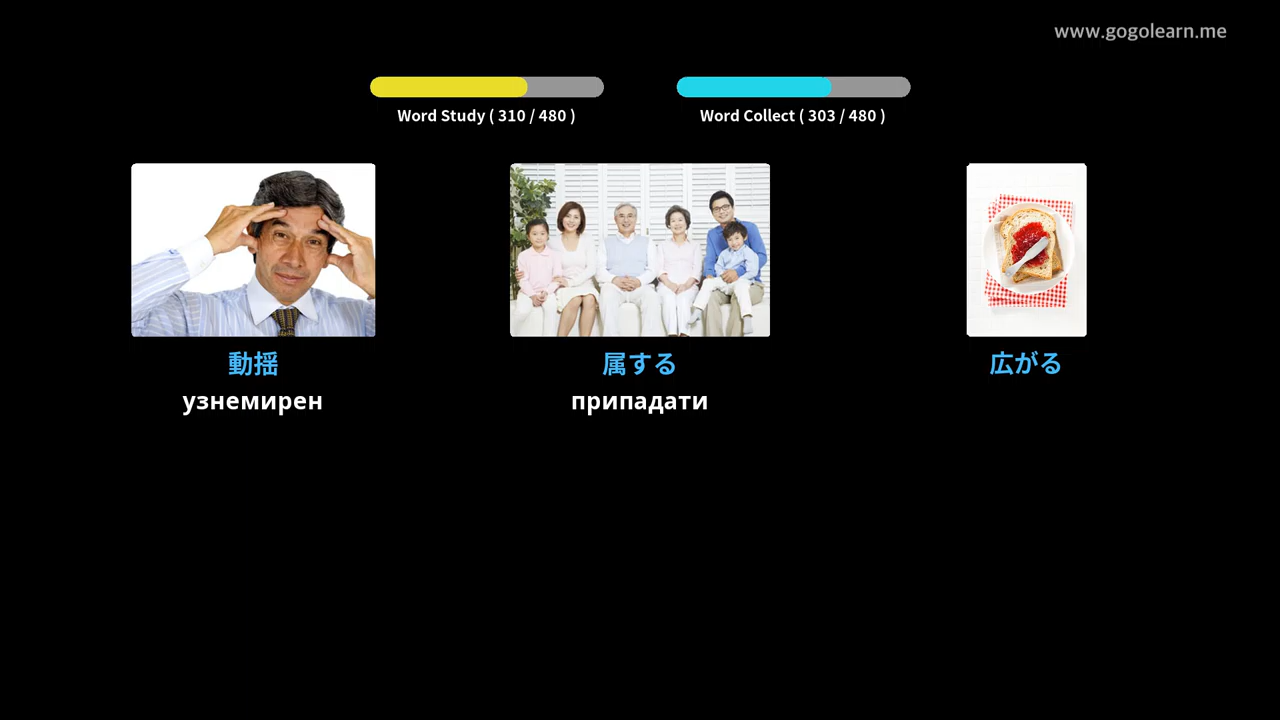 www.gogolearn.me
Word Study ( 310 / 480 )
Word Collect ( 303 / 480 )
動揺
属する
広がる
узнемирен
припадати